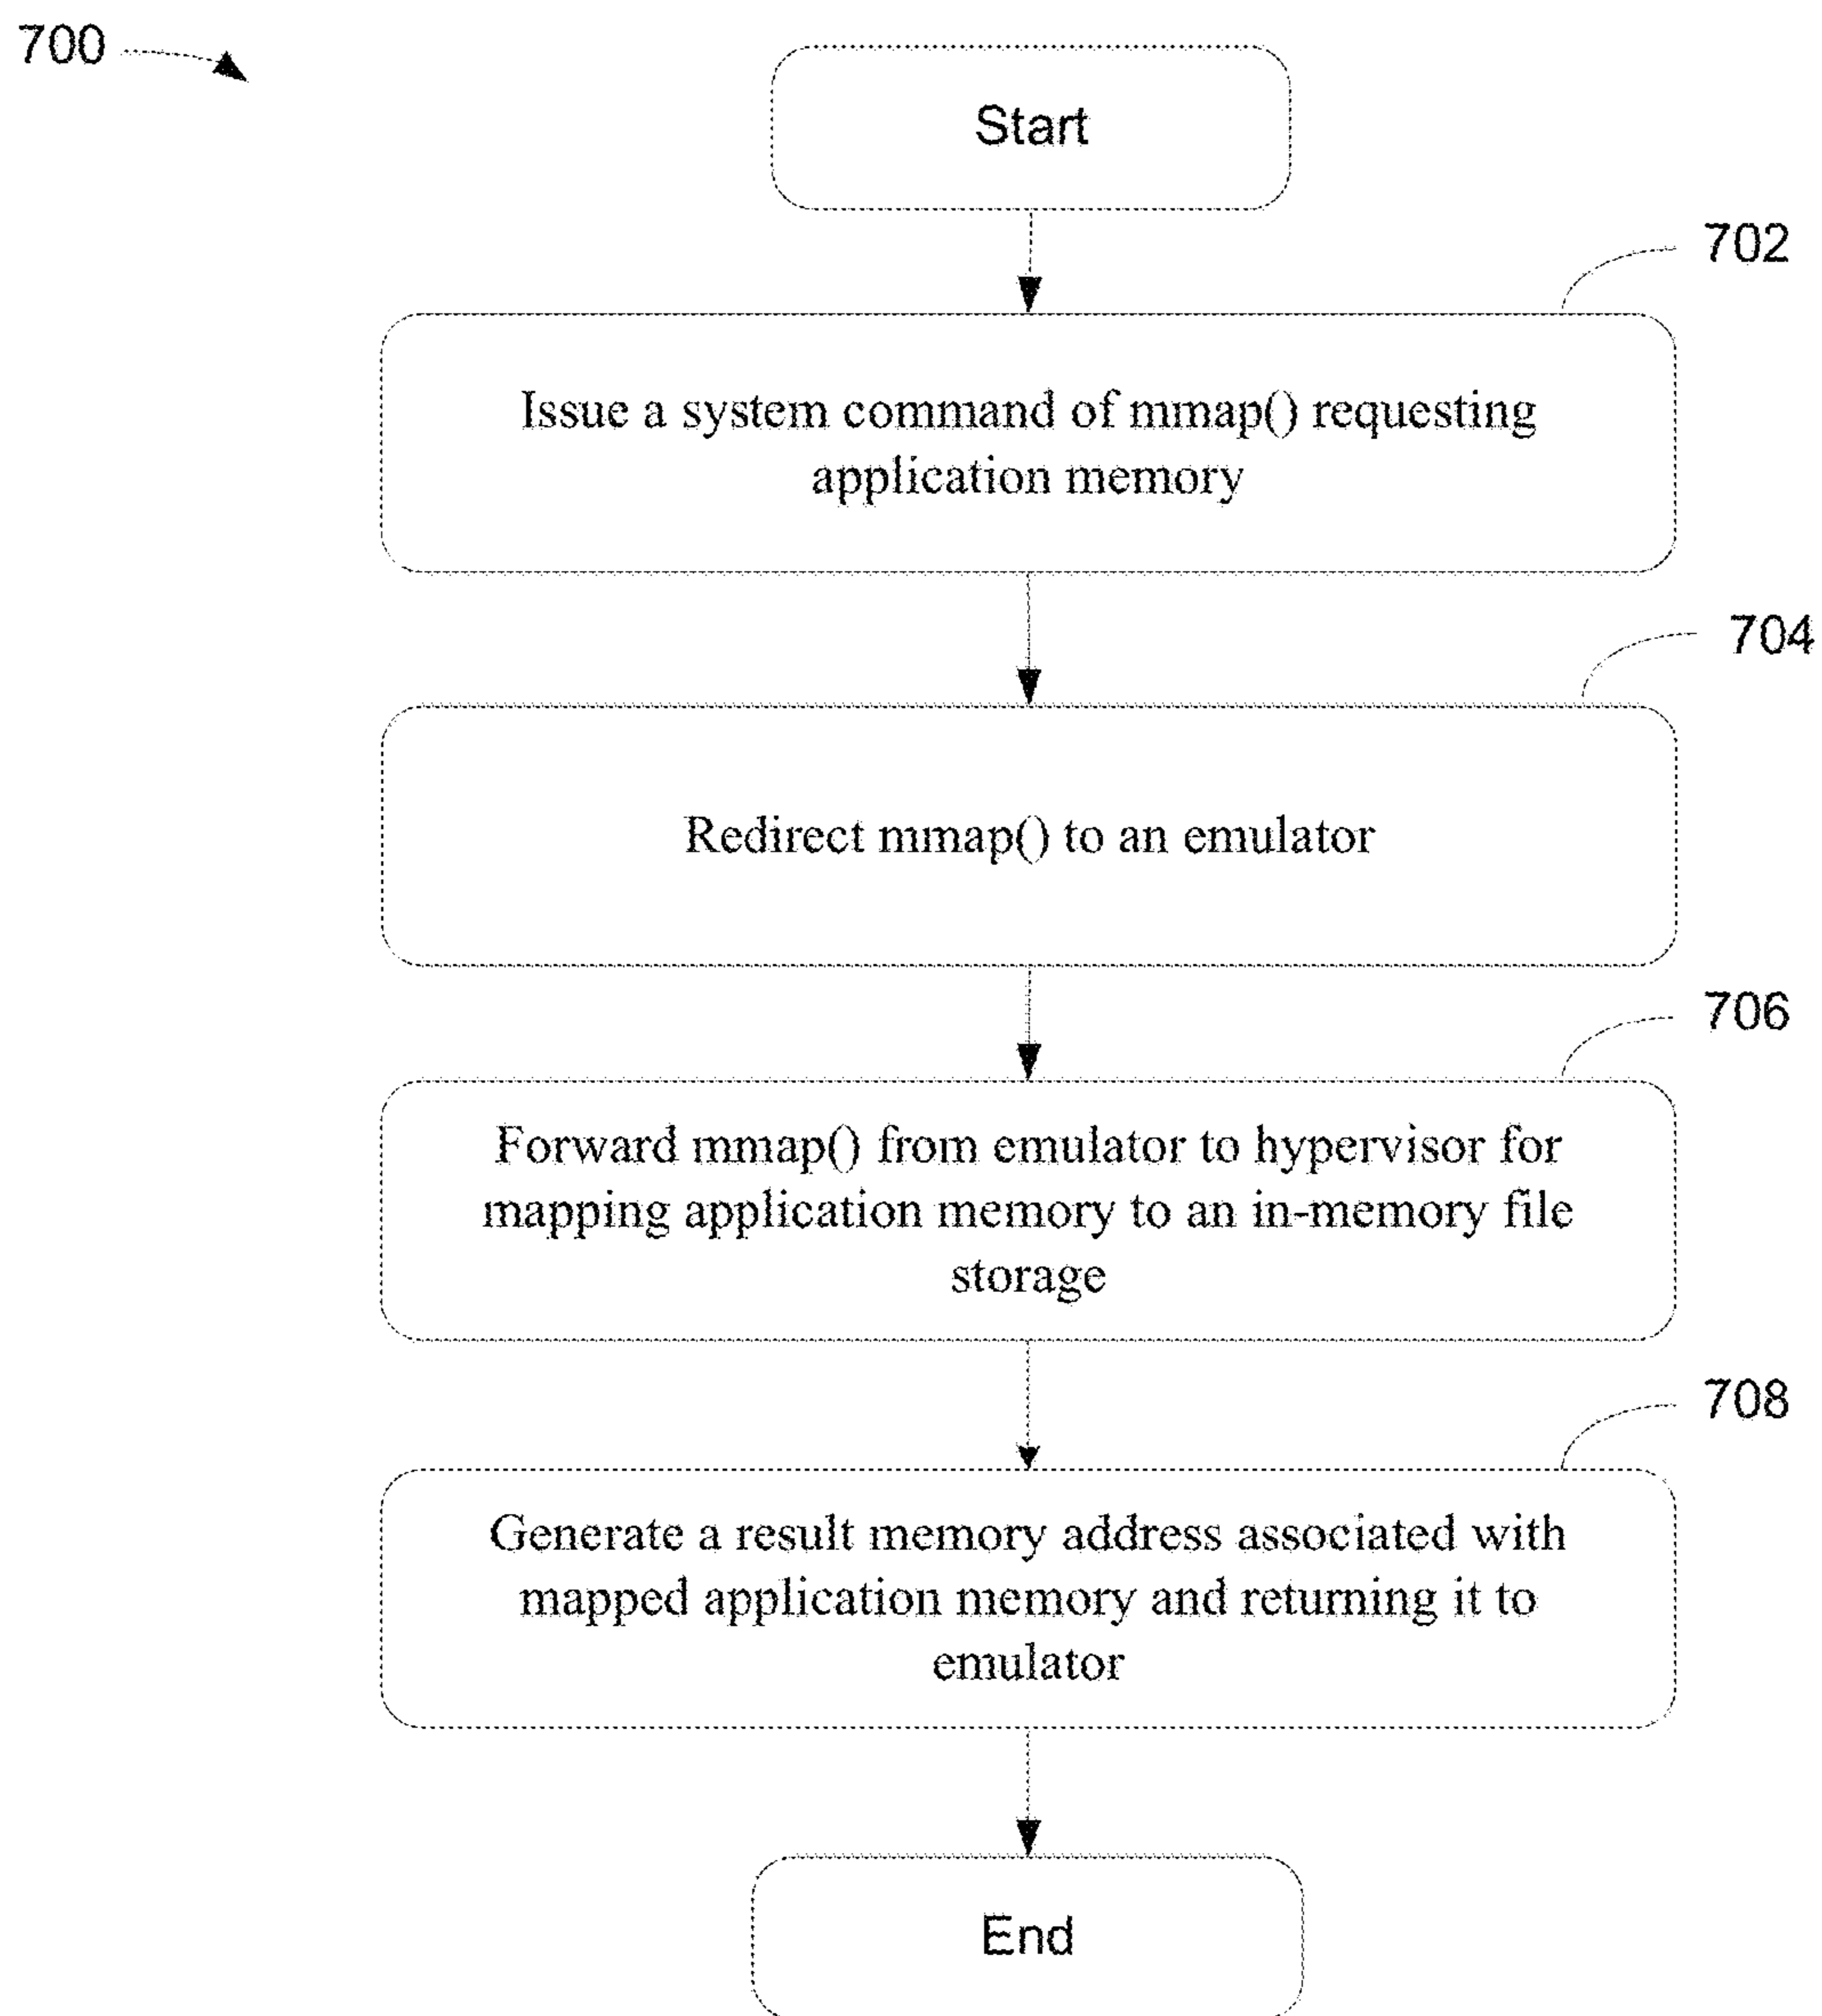 700
Start
702
Issue a system command of mmap() requesting
application memory
704
Redirect mmap() to an emulator
706
Forward mmap() from emulator to hypervisor for
mapping application memory to an in-memory file
storage
708
Generate a result memory address associated with
mapped application memory and returning it to
emulator
End